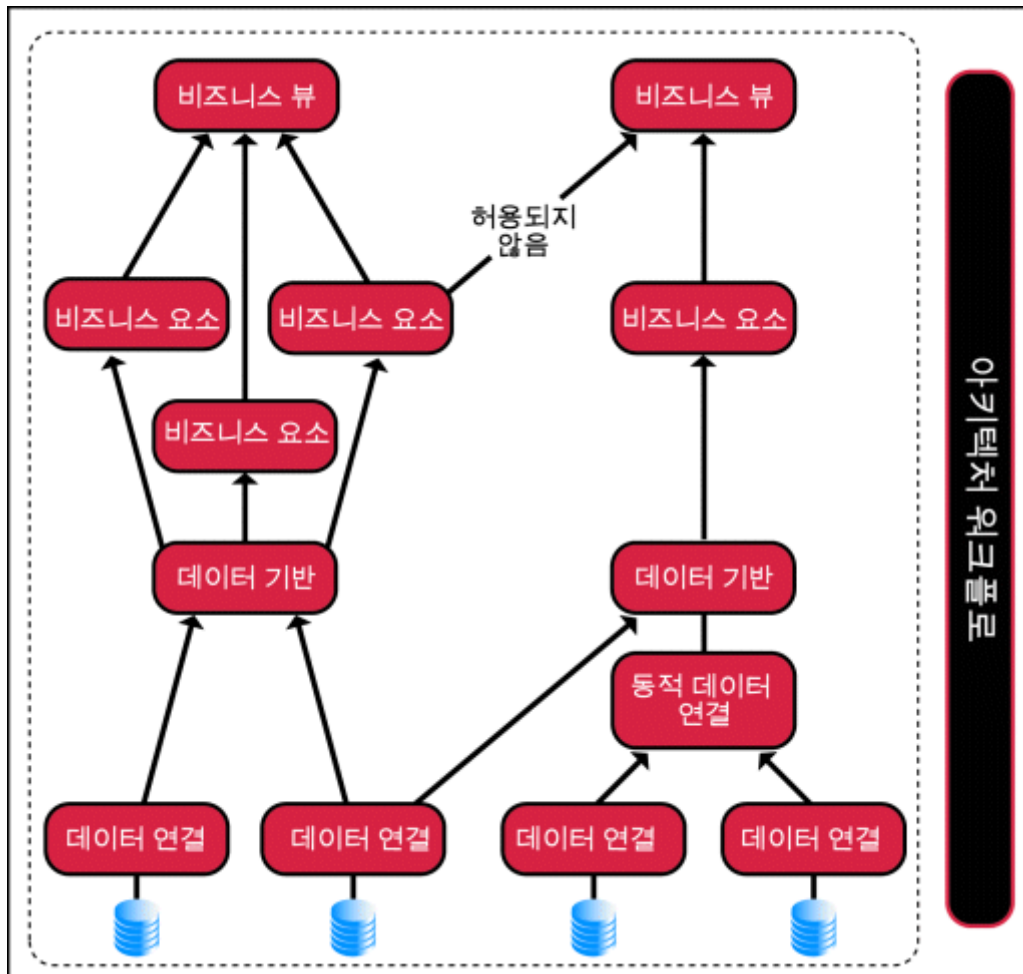 비즈니스 뷰
비즈니스 뷰
허용되지
않음
비즈니스 요소
비즈니스 요소
비즈니스 요소
비즈니스 요소
데이터 기반
데이터 기반
동적 데이터
연결
데이터 연결
데이터 연결
데이터 연결
데이터 연결
아키텍처 워크플로